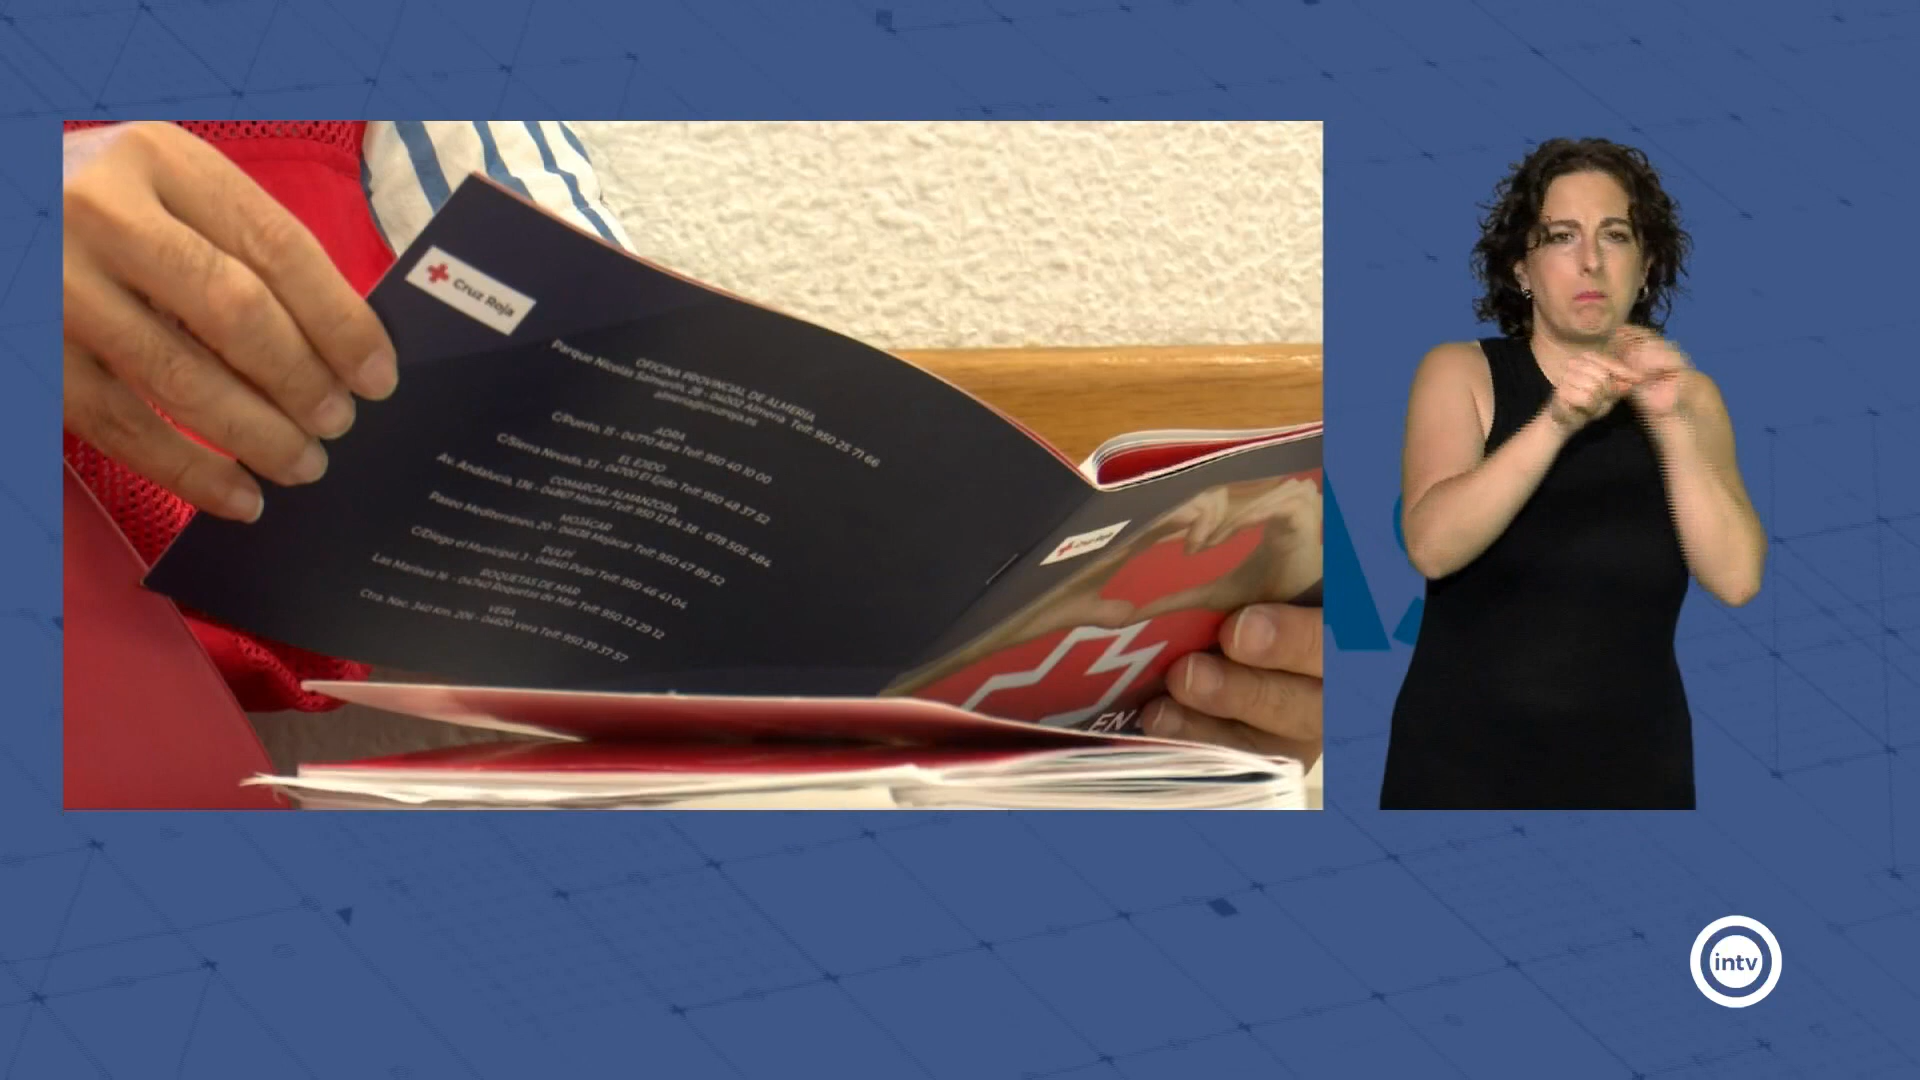 Cruz Roja
OFICINA PROVINCIAL DE ALMERÍA
Parque Nicolás Salmerón, 29 - 04002 Almería Telf: 950 25 71 66
almeria@cruzroja.es
ADRA
C/Puerto, 15 - 04770 Adra Telf: 950 40 10 00
EL EJIDO
C/Sierra Nevada, 33 - 04700 El Ejido Telf: 950 48 37 52
COMARCAL ALMANZORA
Av. Andalucía, 136 - 04867 Macael Telf: 950 12 84 38 - 678 505 484
MOJÁCAR
Paseo Mediterráneo, 20 - 04638 Mojácar Telf: 950 47 89 52
PULPÍ
C/Diego el Municipal, 3 - 04640 Pulpí Telf: 950 46 41 04
ROQUETAS DE MAR
Las Marinas 16 - 04740 Roquetas de Mar Telf: 950 32 29 12
VERA
Ctra. Nac. 340 Km. 206 - 04620 Vera Telf: 950 39 37 57
Cruz Roja
EN
intv